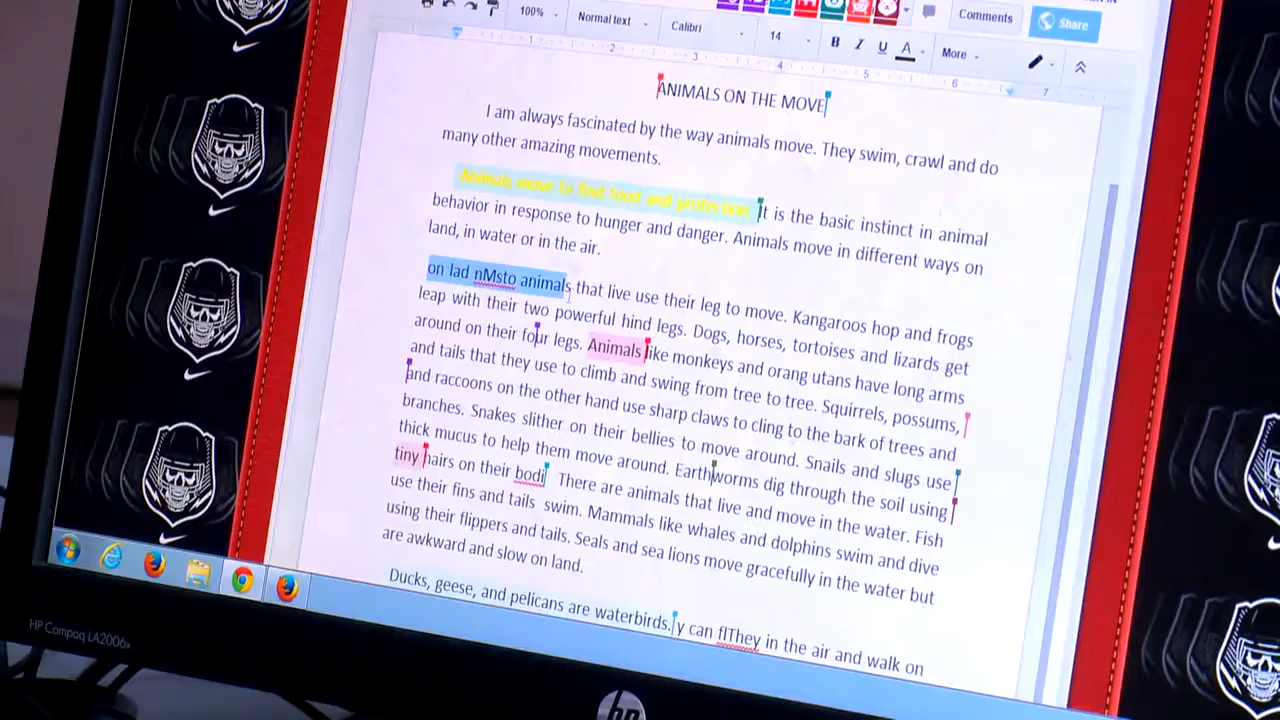 100% Normal text Calibri 14 B I U A More Comments Share
1 2 3 4 5 6 7
ANIMALS ON THE MOVE
I am always fascinated by the way animals move. They swim, crawl and do
many other amazing movements.
Animals move to find food and protection. It is the basic instinct in animal
behavior in response to hunger and danger. Animals move in different ways on
land, in water or in the air.
on lad nMsto animals that live use their leg to move. Kangaroos hop and frogs
leap with their two powerful hind legs. Dogs, horses, tortoises and lizards get
around on their four legs. Animals like monkeys and orang utans have long arms
and tails that they use to climb and swing from tree to tree. Squirrels, possums,
and raccoons on the other hand use sharp claws to cling to the bark of trees and
branches. Snakes slither on their bellies to move around. Snails and slugs use
thick mucus to help them move around. Earthworms dig through the soil using
tiny hairs on their bodi There are animals that live and move in the water. Fish
use their fins and tails swim. Mammals like whales and dolphins swim and dive
using their flippers and tails. Seals and sea lions move gracefully in the water but
are awkward and slow on land.
Ducks, geese, and pelicans are waterbirds. y can flThey in the air and walk on
HP Compaq LA2006x
hp